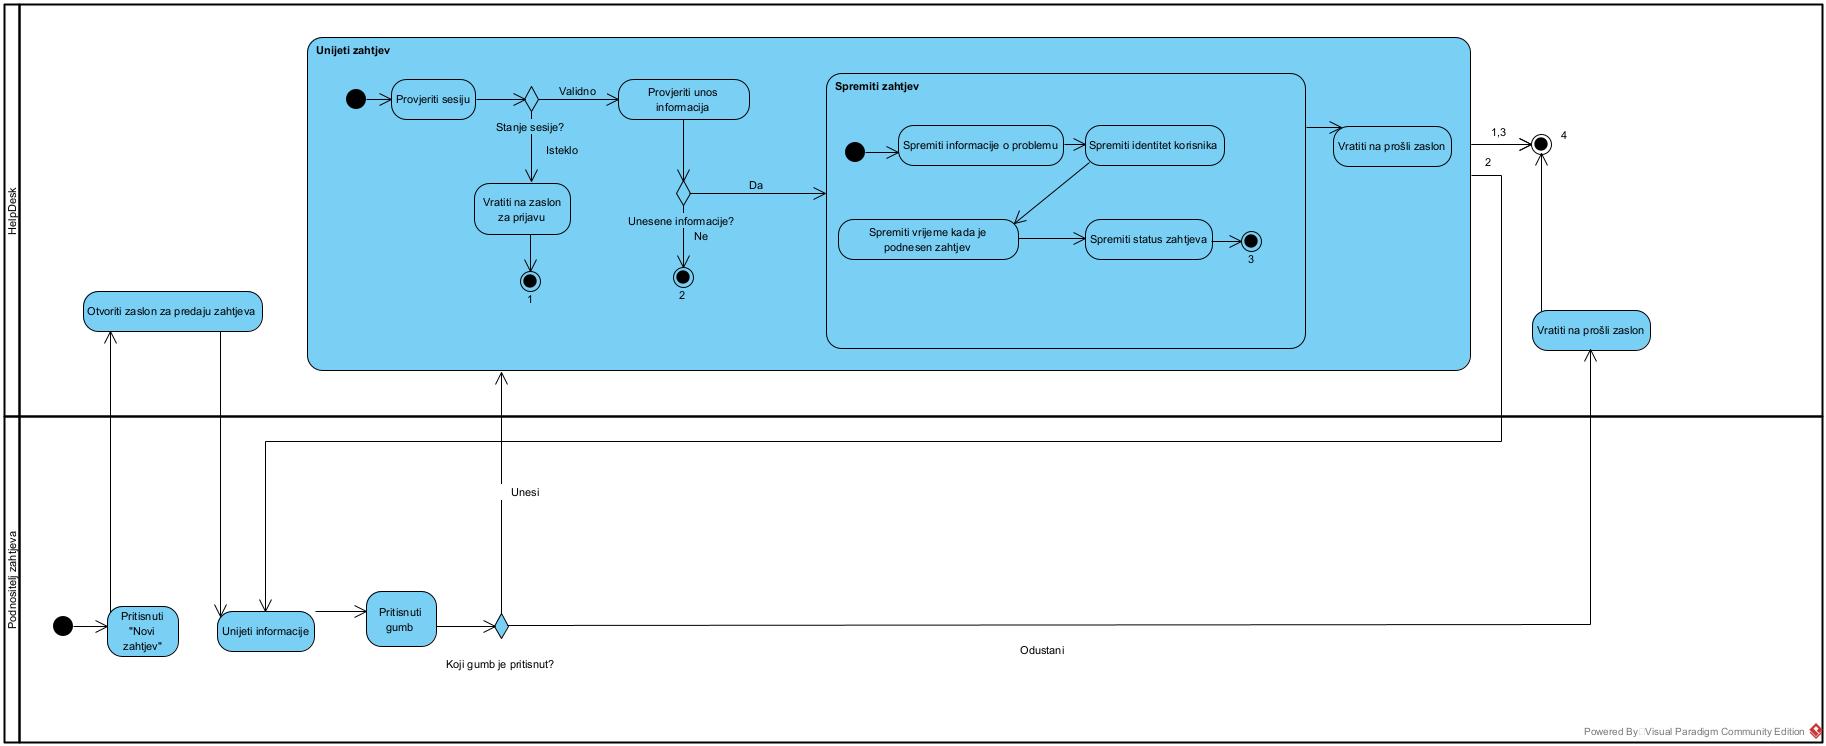 HelpDesk
Unijeti zahtjev
Provjeriti sesiju
Stanje sesije?
Validno
Isteklo
Vratiti na zaslon
za prijavu
1
Provjeriti unos
informacija
Unesene informacije?
Da
Ne
2
Spremiti zahtjev
Spremiti informacije o problemu
Spremiti identitet korisnika
Spremiti vrijeme kada je
podnesen zahtjev
Spremiti status zahtjeva
3
Vratiti na prošli zaslon
1,3
2
4
Otvoriti zaslon za predaju zahtjeva
Vratiti na prošli zaslon
Podnositelj zahtjeva
Pritisnuti
"Novi
zahtjev"
Unijeti informacije
Pritisnuti
gumb
Koji gumb je pritisnut?
Unesi
Odustani
Powered By Visual Paradigm Community Edition